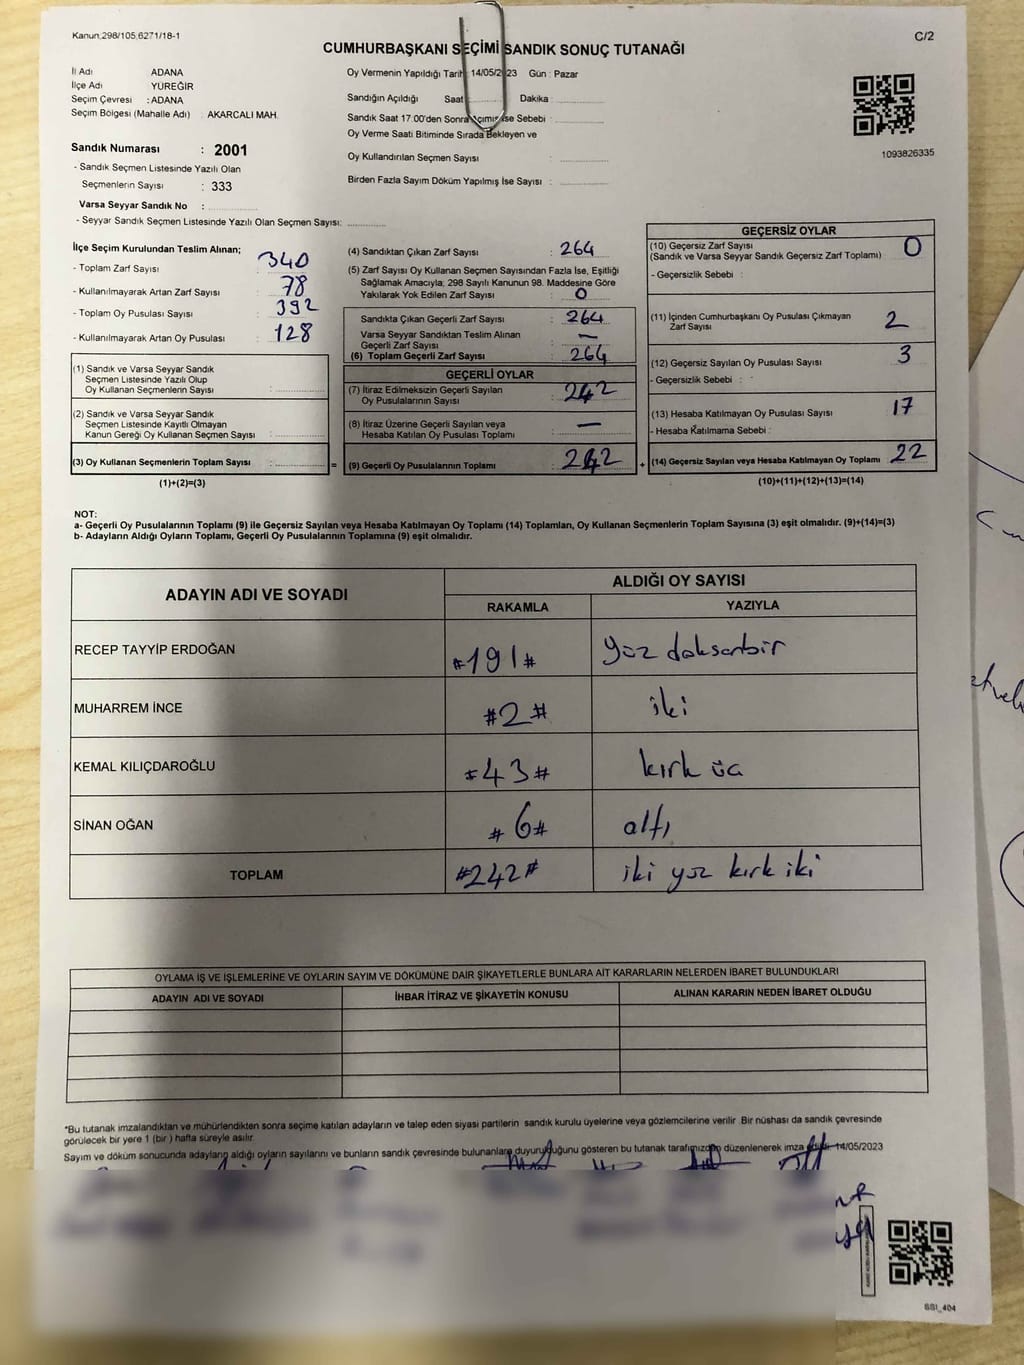 Kanun 298/105 6271/18-1
C/2
CUMHURBAŞKANI SEÇİMİ SANDIK SONUÇ TUTANAĞI
İl Adı ADANA
İlçe Adı YÜREĞİR
Seçim Çevresi : ADANA
Seçim Bölgesi (Mahalle Adı) : AKARCALI MAH.
Oy Vermenin Yapıldığı Tarih 14/05/2023 Gün : Pazar
Sandığın Açıldığı Saat Dakika :
Sandık Saat 17.00'den Sonra Açılmış ise Sebebi :
Oy Verme Saati Bitiminde Sırada Bekleyen ve
Oy Kullandırılan Seçmen Sayısı :
Birden Fazla Sayım Döküm Yapılmış İse Sayısı :
1093826335
Sandık Numarası : 2001
- Sandık Seçmen Listesinde Yazılı Olan
Seçmenlerin Sayısı : 333
Varsa Seyyar Sandık No :
- Seyyar Sandık Seçmen Listesinde Yazılı Olan Seçmen Sayısı:
İlçe Seçim Kurulundan Teslim Alınan;
- Toplam Zarf Sayısı : 340
- Kullanılmayarak Artan Zarf Sayısı : 78
- Toplam Oy Pusulası Sayısı : 392
- Kullanılmayarak Artan Oy Pusulası : 128
(1) Sandık ve Varsa Seyyar Sandık
Seçmen Listesinde Yazılı Olup
Oy Kullanan Seçmenlerin Sayısı :
(2) Sandık ve Varsa Seyyar Sandık
Seçmen Listesinde Kayıtlı Olmayan
Kanun Gereği Oy Kullanan Seçmen Sayısı :
(3) Oy Kullanan Seçmenlerin Toplam Sayısı : =
(1)+(2)=(3)
(4) Sandıktan Çıkan Zarf Sayısı : 264
(5) Zarf Sayısı Oy Kullanan Seçmen Sayısından Fazla İse, Eşitliği
Sağlamak Amacıyla; 298 Sayılı Kanunun 98. Maddesine Göre
Yakılarak Yok Edilen Zarf Sayısı : 0
Sandıkta Çıkan Geçerli Zarf Sayısı : 264
Varsa Seyyar Sandıktan Teslim Alınan
Geçerli Zarf Sayısı : —
(6) Toplam Geçerli Zarf Sayısı : 264
GEÇERLİ OYLAR
(7) İtiraz Edilmeksizin Geçerli Sayılan
Oy Pusulalarının Sayısı : 242
(8) İtiraz Üzerine Geçerli Sayılan veya
Hesaba Katılan Oy Pusulası Toplamı : —
(9) Geçerli Oy Pusulalarının Toplamı : 242 +
GEÇERSİZ OYLAR
(10) Geçersiz Zarf Sayısı 0
(Sandık ve Varsa Seyyar Sandık Geçersiz Zarf Toplamı) :
- Geçersizlik Sebebi :
(11) İçinden Cumhurbaşkanı Oy Pusulası Çıkmayan
Zarf Sayısı : 2
(12) Geçersiz Sayılan Oy Pusulası Sayısı : 3
- Geçersizlik Sebebi :
(13) Hesaba Katılmayan Oy Pusulası Sayısı : 17
- Hesaba Katılmama Sebebi :
(14) Geçersiz Sayılan veya Hesaba Katılmayan Oy Toplamı : 22
(10)+(11)+(12)+(13)=(14)
NOT:
a- Geçerli Oy Pusulalarının Toplamı (9) ile Geçersiz Sayılan veya Hesaba Katılmayan Oy Toplamı (14) Toplamları, Oy Kullanan Seçmenlerin Toplam Sayısına (3) eşit olmalıdır. (9)+(14)=(3)
b- Adayların Aldığı Oyların Toplamı, Geçerli Oy Pusulalarının Toplamına (9) eşit olmalıdır.
ADAYIN ADI VE SOYADI
ALDIĞI OY SAYISI
RAKAMLA YAZIYLA
RECEP TAYYİP ERDOĞAN #191# yüz doksanbir
MUHARREM İNCE #2# iki
KEMAL KILIÇDAROĞLU #43# kırk üç
SİNAN OĞAN #6# altı
TOPLAM #242# iki yüz kırk iki
OYLAMA İŞ VE İŞLEMLERİNE VE OYLARIN SAYIM VE DÖKÜMÜNE DAİR ŞİKAYETLERLE BUNLARA AİT KARARLARIN NELERDEN İBARET BULUNDUKLARI
ADAYIN ADI VE SOYADI İHBAR İTİRAZ VE ŞİKAYETİN KONUSU ALINAN KARARIN NEDEN İBARET OLDUĞU
*Bu tutanak imzalandıktan ve mühürlendikten sonra seçime katılan adayların ve talep eden siyasi partilerin sandık kurulu üyelerine veya gözlemcilerine verilir. Bir nüshası da sandık çevresinde
görülecek bir yere 1 (bir) hafta süreyle asılır.
Sayım ve döküm sonucunda adayların aldığı oyların sayılarını ve bunların sandık çevresinde bulunanlara duyurulduğunu gösteren bu tutanak tarafımızdan düzenlenerek imza edildi. 14/05/2023
SSI_404